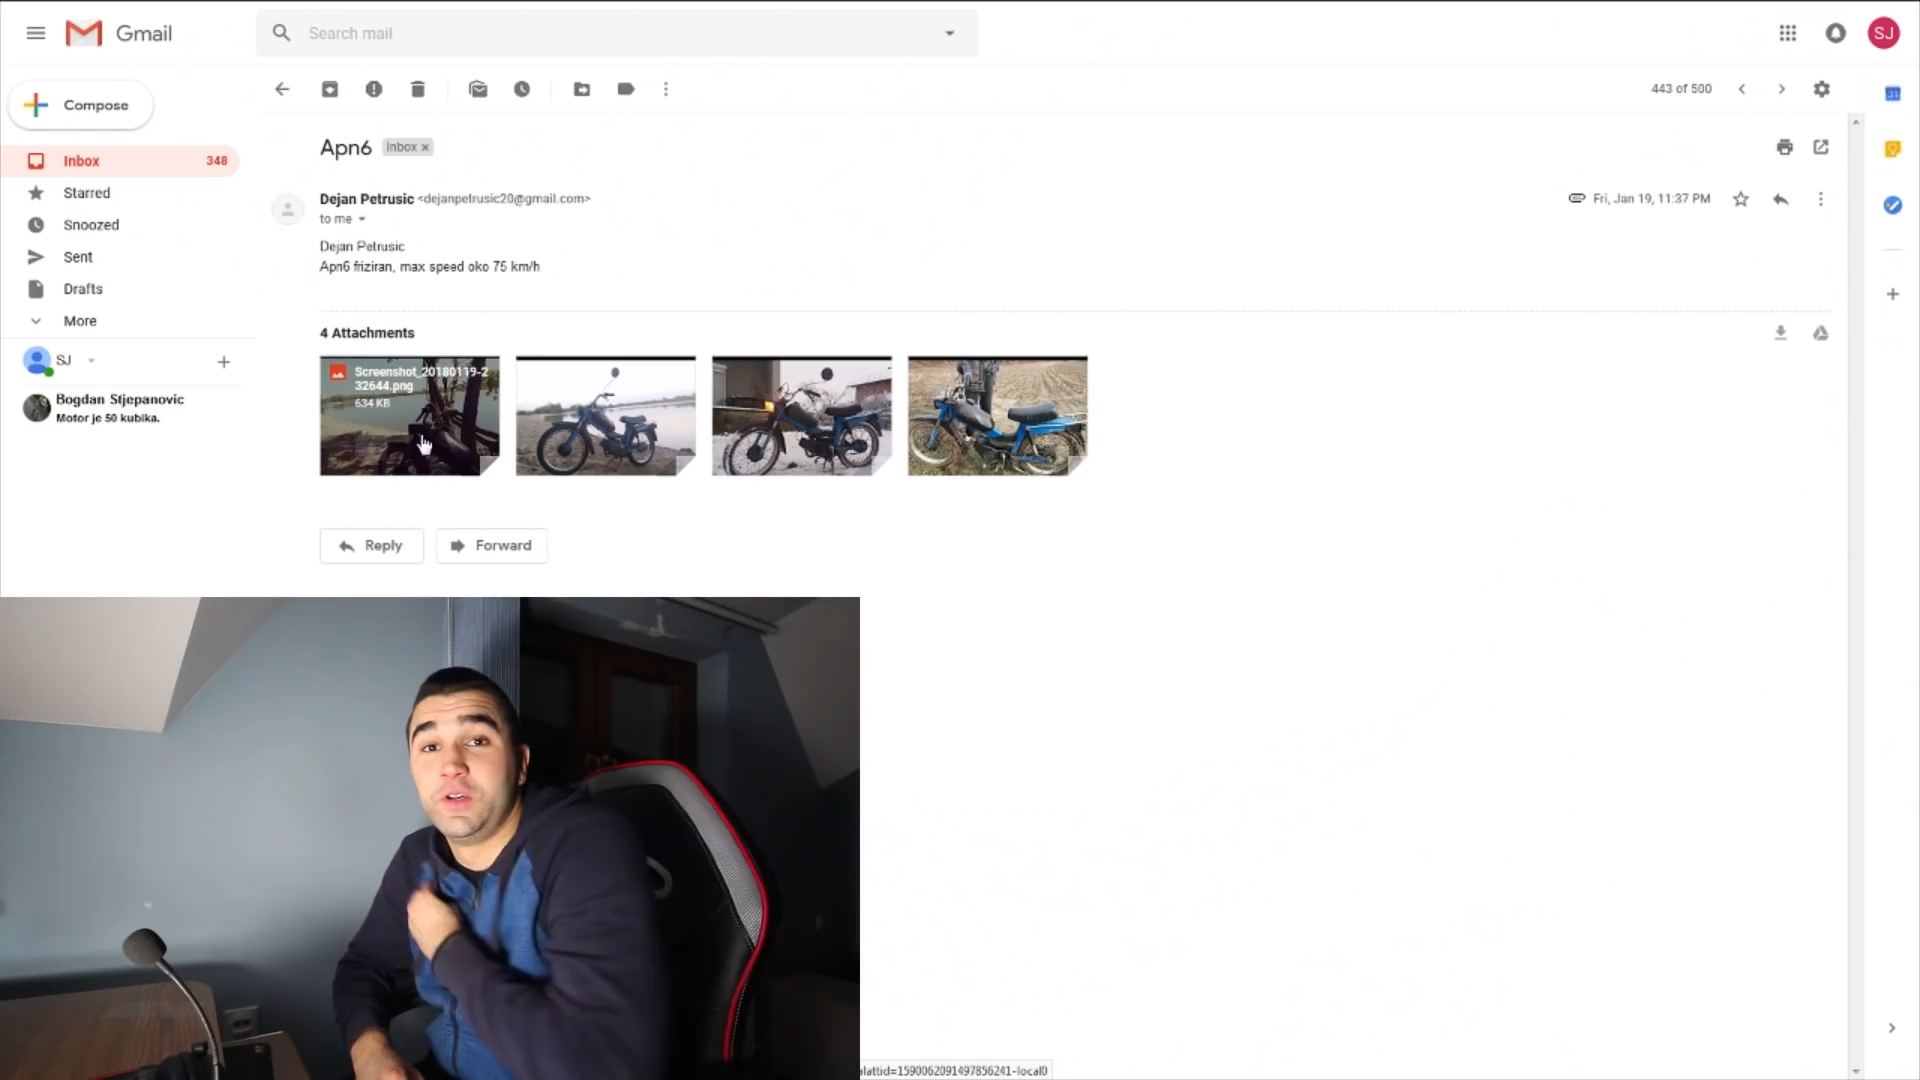 Gmail
Search mail
SJ
Compose
443 of 500
Inbox 348
Starred
Snoozed
Sent
Drafts
More
SJ
Bogdan Stjepanovic
Motor je 50 kubika.
Apn6 Inbox x
Dejan Petrusic <dejanpetrusic20@gmail.com>
Fri, Jan 19, 11:37 PM
to me
Dejan Petrusic
Apn6 friziran, max speed oko 75 km/h
4 Attachments
Screenshot_20180119-2
32644.png
634 KB
Reply
Forward
31
alattid=1590062091497856241-local0